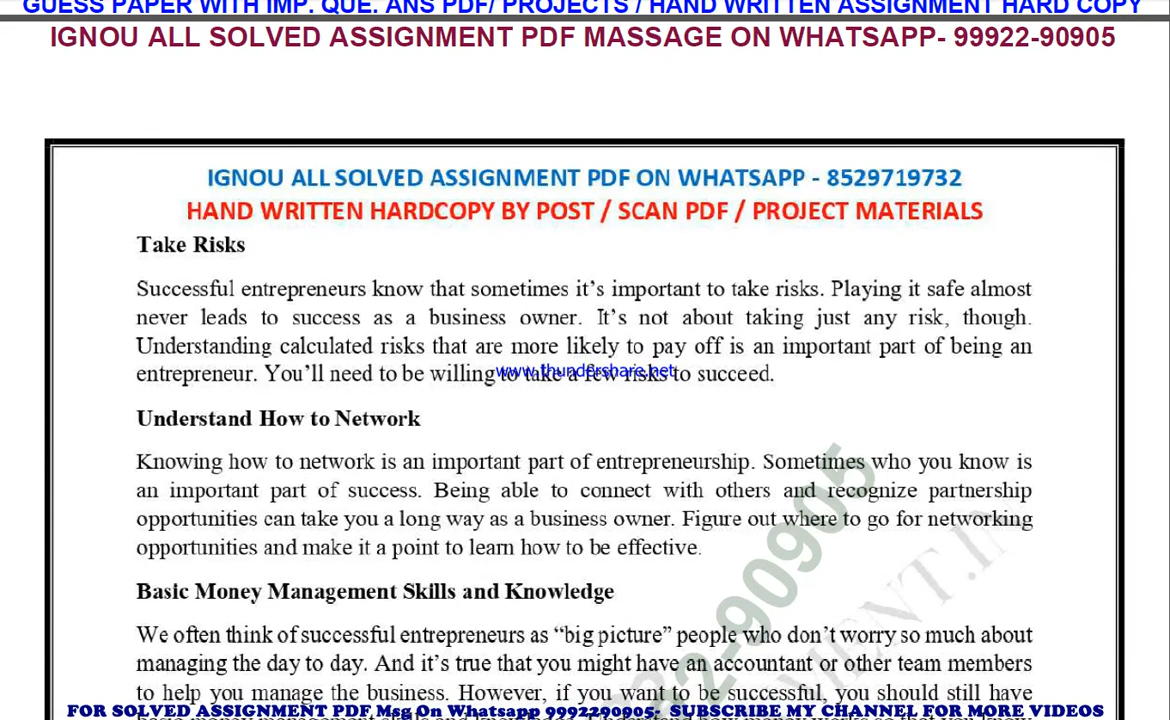 GUESS PAPER WITH IMP. QUE. ANS PDF/ PROJECTS / HAND WRITTEN ASSIGNMENT HARD COPY
IGNOU ALL SOLVED ASSIGNMENT PDF MASSAGE ON WHATSAPP- 99922-90905
IGNOU ALL SOLVED ASSIGNMENT PDF ON WHATSAPP - 8529719732
HAND WRITTEN HARDCOPY BY POST / SCAN PDF / PROJECT MATERIALS
Take Risks
Successful entrepreneurs know that sometimes it's important to take risks. Playing it safe almost
never leads to success as a business owner. It's not about taking just any risk, though.
Understanding calculated risks that are more likely to pay off is an important part of being an
entrepreneur. You'll need to be willing to take a few risks to succeed.
www.thundershare.net
Understand How to Network
Knowing how to network is an important part of entrepreneurship. Sometimes who you know is
an important part of success. Being able to connect with others and recognize partnership
opportunities can take you a long way as a business owner. Figure out where to go for networking
opportunities and make it a point to learn how to be effective.
Basic Money Management Skills and Knowledge
We often think of successful entrepreneurs as “big picture” people who don't worry so much about
managing the day to day. And it's true that you might have an accountant or other team members
to help you manage the business. However, if you want to be successful, you should still have
FOR SOLVED ASSIGNMENT PDF Msg On Whatsapp 9992290905. SUBSCRIBE MY CHANNEL FOR MORE VIDEOS
2-90905
MENT.IN